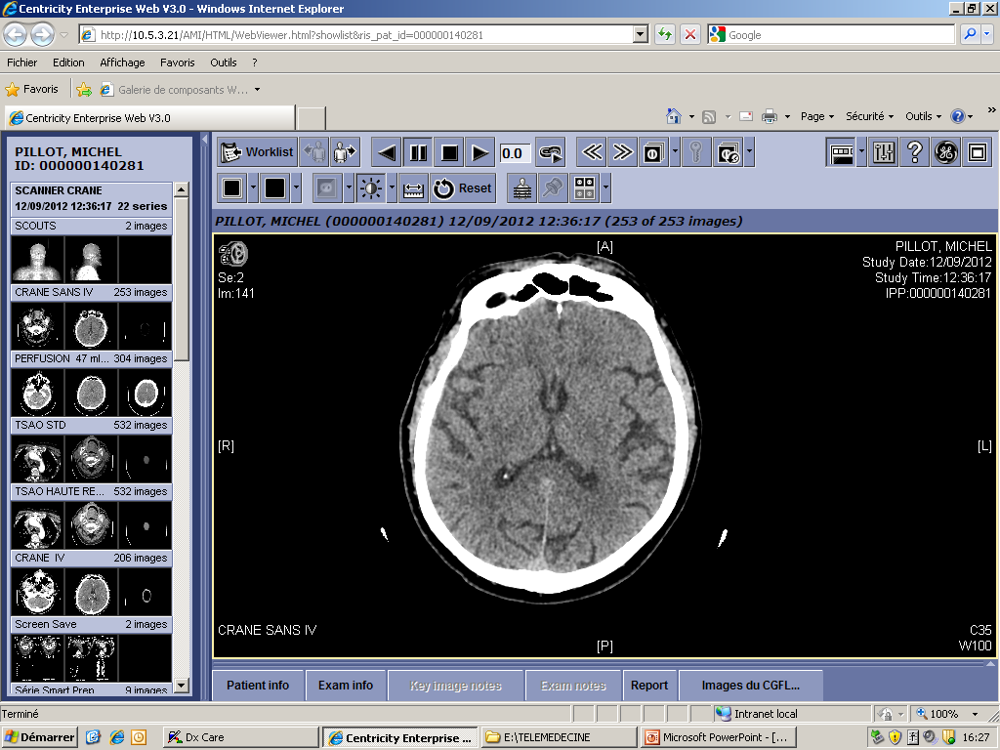 Centricity Enterprise Web V3.0 - Windows Internet Explorer
http://10.5.3.21/AMI/HTML/WebViewer.html?showlist&ris_pat_id=000000140281
Google
Fichier Edition Affichage Favoris Outils ?
Favoris Galerie de composants W...
Centricity Enterprise Web V3.0
Page Sécurité Outils »
PILLOT, MICHEL
ID: 000000140281
SCANNER CRANE
12/09/2012 12:36:17 22 series
SCOUTS 2 images
CRANE SANS IV 253 images
PERFUSION 47 ml... 304 images
TSAO STD 532 images
TSAO HAUTE RE... 532 images
CRANE IV 206 images
Screen Save 2 images
Série Smart Prep 9 images
Worklist 0.0
Reset
PILLOT, MICHEL (000000140281) 12/09/2012 12:36:17 (253 of 253 images)
[A]
Se:2
Im:141
PILLOT, MICHEL
Study Date:12/09/2012
Study Time:12:36:17
IPP:000000140281
[R] [L]
CRANE SANS IV
[P]
C35
W100
Patient info Exam info Key image notes Exam notes Report Images du CGFL...
Terminé Intranet local 100%
Démarrer Dx Care Centricity Enterprise ... E:\TELEMEDECINE Microsoft PowerPoint - [... 16:27